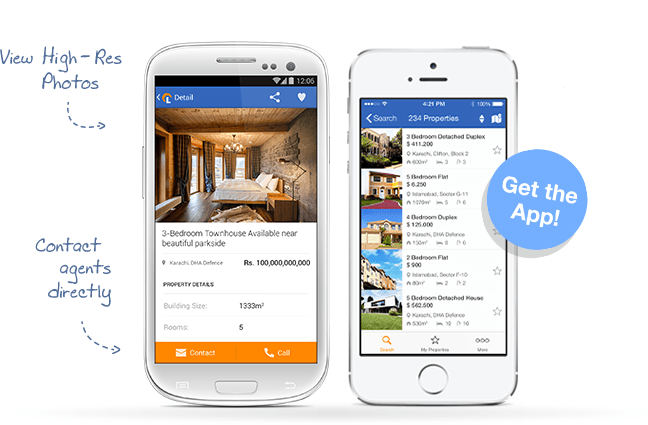 View High-Res
Photos
Contact
agents
directly
12:06
Detail
3-Bedroom Townhouse Available near
beautiful parkside
Karachi, DHA Defence
Rs. 100,000,000,000
PROPERTY DETAILS
Building Size: 1333m²
Rooms: 5
Contact
Call
4:21 PM
100%
Search
234 Properties
3 Bedroom Detached Duplex
$ 411.200
Karachi, Clifton, Block 2
600m² 3 3
5 Bedroom Flat
$ 6.250
Islamabad, Sector G-11
1070m² 5 6
4 Bedroom Duplex
$ 125.000
Karachi, DHA Defence
150m² 6 6
2 Bedroom Flat
$ 900
Islamabad, Sector F-10
80m² 2 2
5 Bedroom Detached House
$ 562.500
Karachi, DHA Defence
530m² 10 16
Search
My Properties
More
Get the
App!